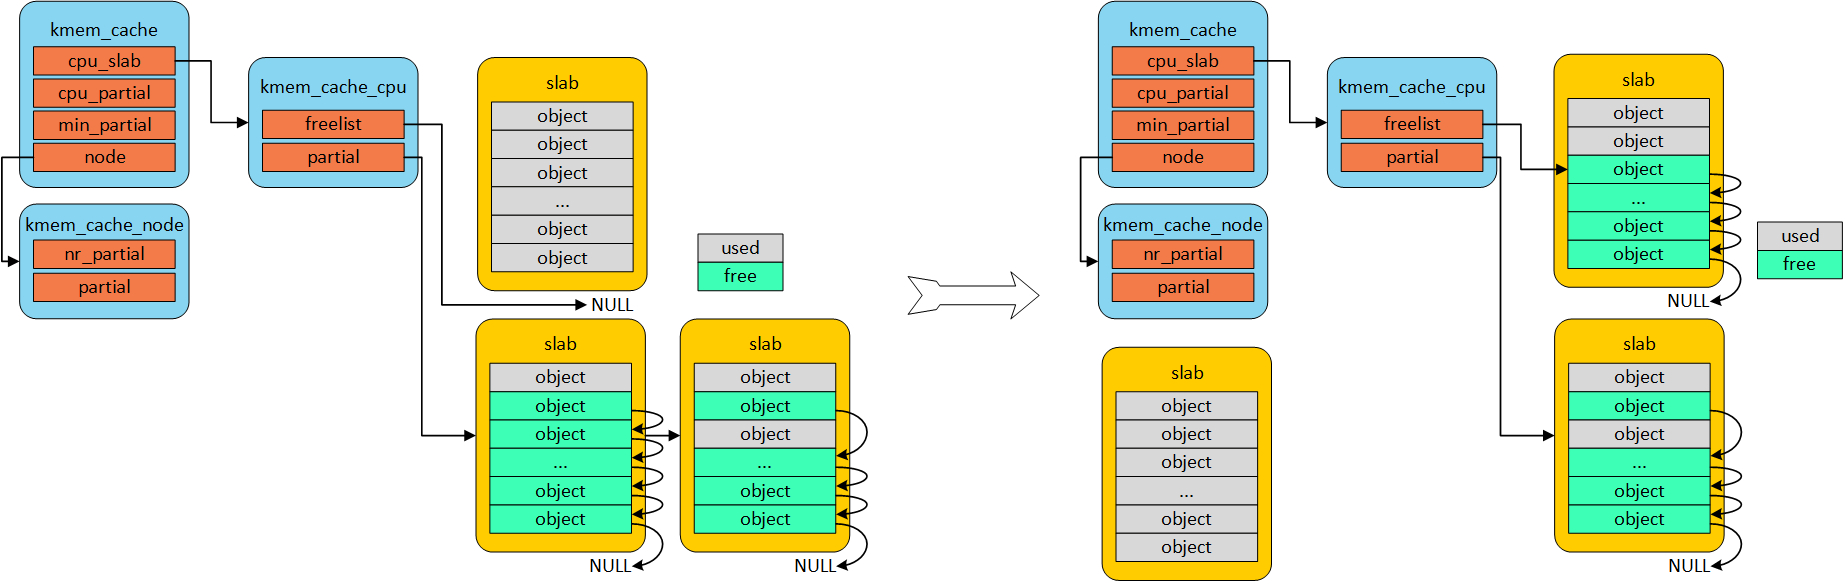 kmem_cache
cpu_slab
cpu_partial
min_partial
node
kmem_cache_node
nr_partial
partial
kmem_cache_cpu
freelist
partial
slab
object
object
object
...
object
object
NULL
used
free
slab
object
object
object
...
object
object
NULL
slab
object
object
object
...
object
object
NULL
kmem_cache
cpu_slab
cpu_partial
min_partial
node
kmem_cache_node
nr_partial
partial
slab
object
object
object
...
object
object
kmem_cache_cpu
freelist
partial
slab
object
object
object
...
object
object
NULL
used
free
slab
object
object
object
...
object
object
NULL